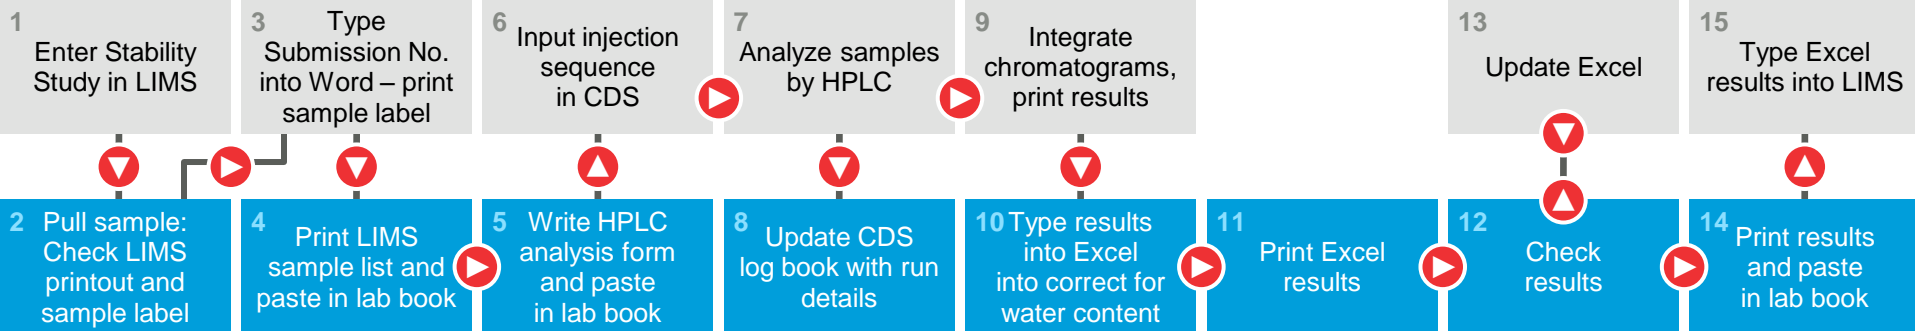 1
Enter Stability
Study in LIMS
2
Pull sample:
Check LIMS
printout and
sample label
3
Type
Submission No.
into Word – print
sample label
4
Print LIMS
sample list and
paste in lab book
5
Write HPLC
analysis form
and paste
in lab book
6
Input injection
sequence
in CDS
7
Analyze samples
by HPLC
8
Update CDS
log book with run
details
9
Integrate
chromatograms,
print results
10
Type results
into Excel
into correct for
water content
11
Print Excel
results
12
Check
results
13
Update Excel
14
Print results
and paste
in lab book
15
Type Excel
results into LIMS